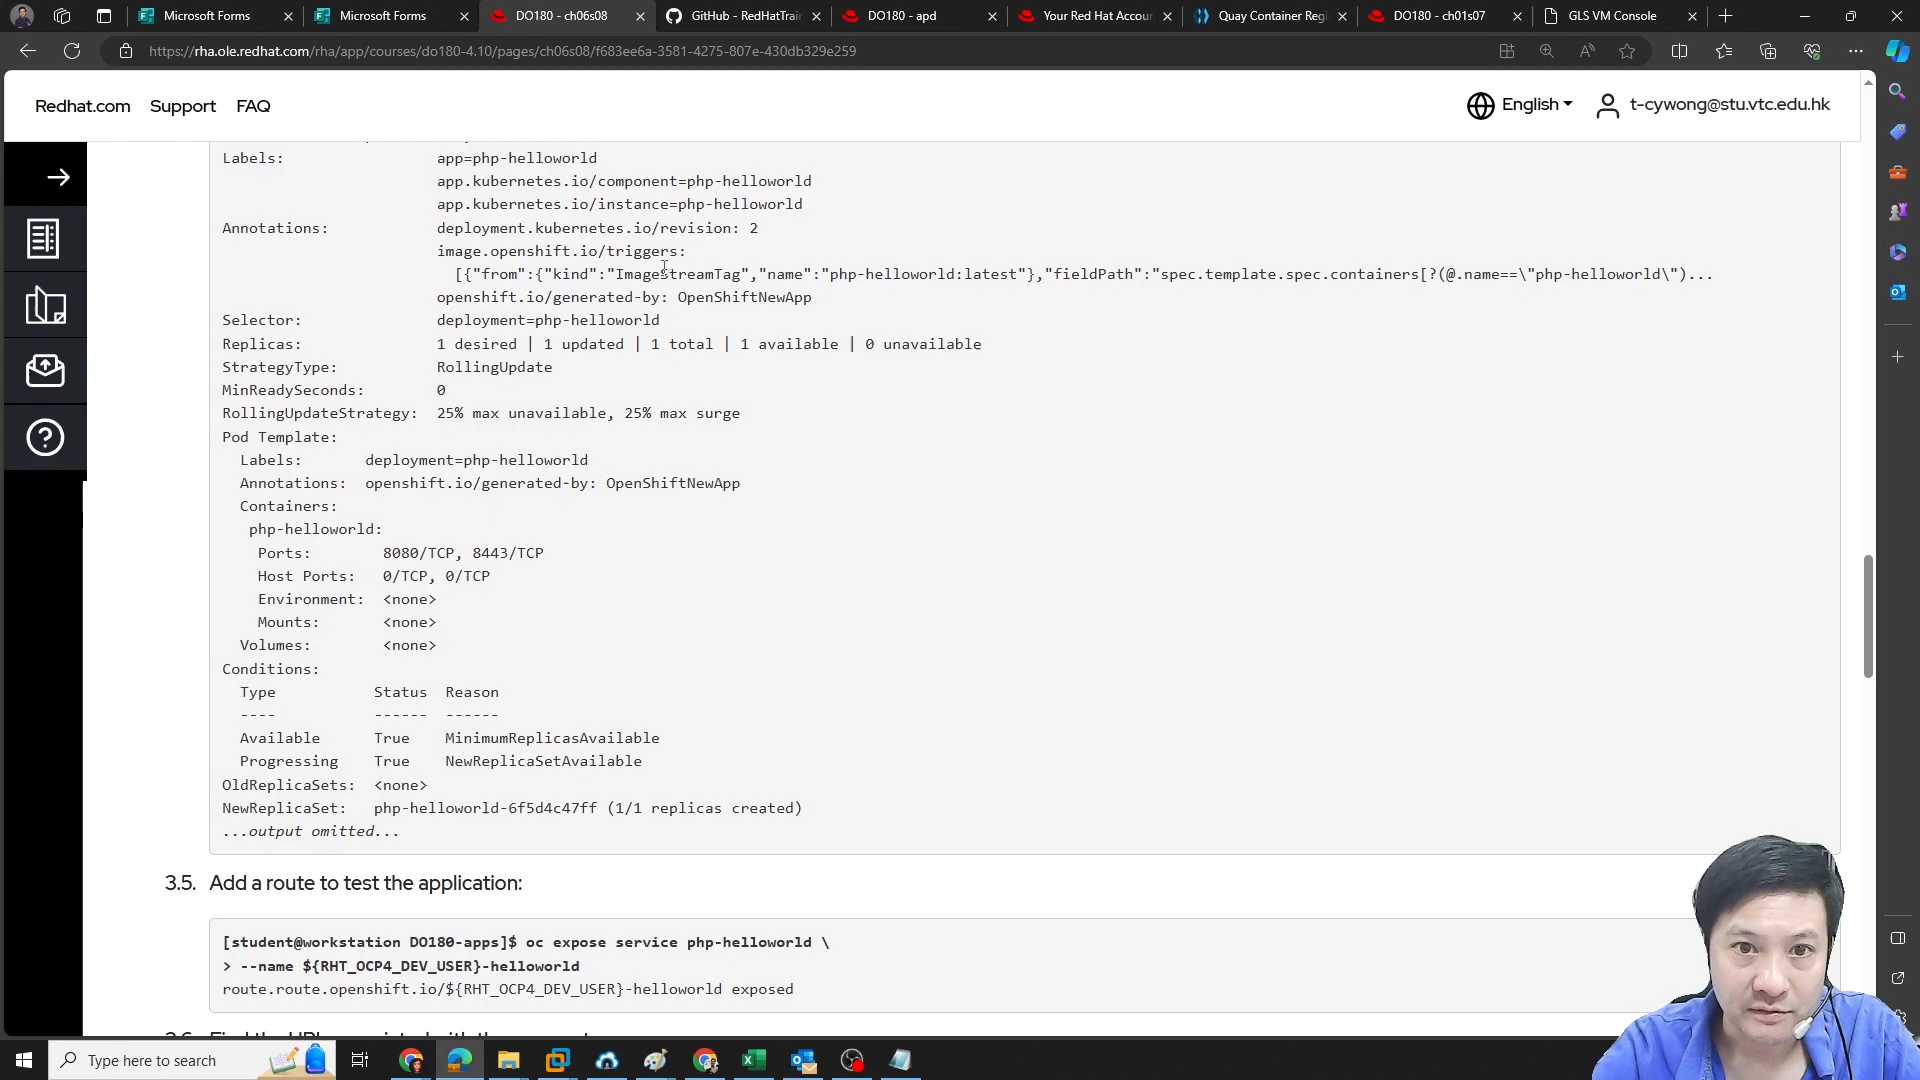 Microsoft Forms
Microsoft Forms
DO180 - ch06s08
GitHub - RedHatTrai
DO180 - apd
Your Red Hat Accoun
Quay Container Regi
DO180 - ch01s07
GLS VM Console
https://rha.ole.redhat.com/rha/app/courses/do180-4.10/pages/ch06s08/f683ee6a-3581-4275-807e-430db329e259
Redhat.com Support FAQ
English
t-cywong@stu.vtc.edu.hk
Labels: app=php-helloworld
app.kubernetes.io/component=php-helloworld
app.kubernetes.io/instance=php-helloworld
Annotations: deployment.kubernetes.io/revision: 2
image.openshift.io/triggers:
[{"from":{"kind":"ImageStreamTag","name":"php-helloworld:latest"},"fieldPath":"spec.template.spec.containers[?(@.name==\"php-helloworld\")...
openshift.io/generated-by: OpenShiftNewApp
Selector: deployment=php-helloworld
Replicas: 1 desired | 1 updated | 1 total | 1 available | 0 unavailable
StrategyType: RollingUpdate
MinReadySeconds: 0
RollingUpdateStrategy: 25% max unavailable, 25% max surge
Pod Template:
Labels: deployment=php-helloworld
Annotations: openshift.io/generated-by: OpenShiftNewApp
Containers:
php-helloworld:
Ports: 8080/TCP, 8443/TCP
Host Ports: 0/TCP, 0/TCP
Environment: <none>
Mounts: <none>
Volumes: <none>
Conditions:
Type Status Reason
---- ------ ------
Available True MinimumReplicasAvailable
Progressing True NewReplicaSetAvailable
OldReplicaSets: <none>
NewReplicaSet: php-helloworld-6f5d4c47ff (1/1 replicas created)
...output omitted...
3.5. Add a route to test the application:
[student@workstation DO180-apps]$ oc expose service php-helloworld \
> --name ${RHT_OCP4_DEV_USER}-helloworld
route.route.openshift.io/${RHT_OCP4_DEV_USER}-helloworld exposed
Type here to search